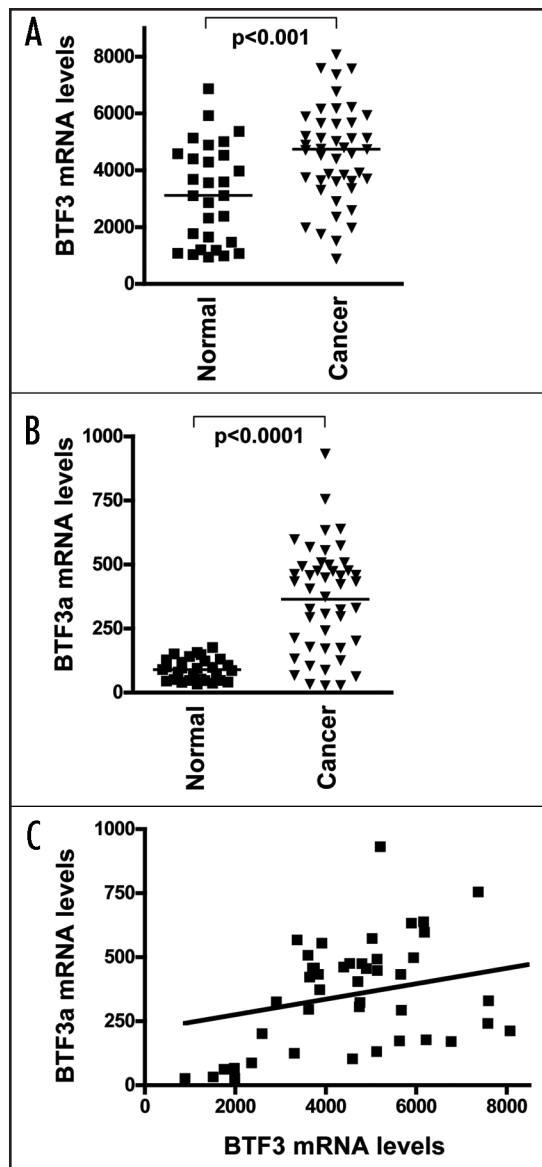 A
p<0.001
BTF3 mRNA levels
8000
6000
4000
2000
0
Normal
Cancer
B
p<0.0001
BTF3a mRNA levels
1000
750
500
250
0
Normal
Cancer
C
BTF3a mRNA levels
1000
750
500
250
0
0 2000 4000 6000 8000
BTF3 mRNA levels